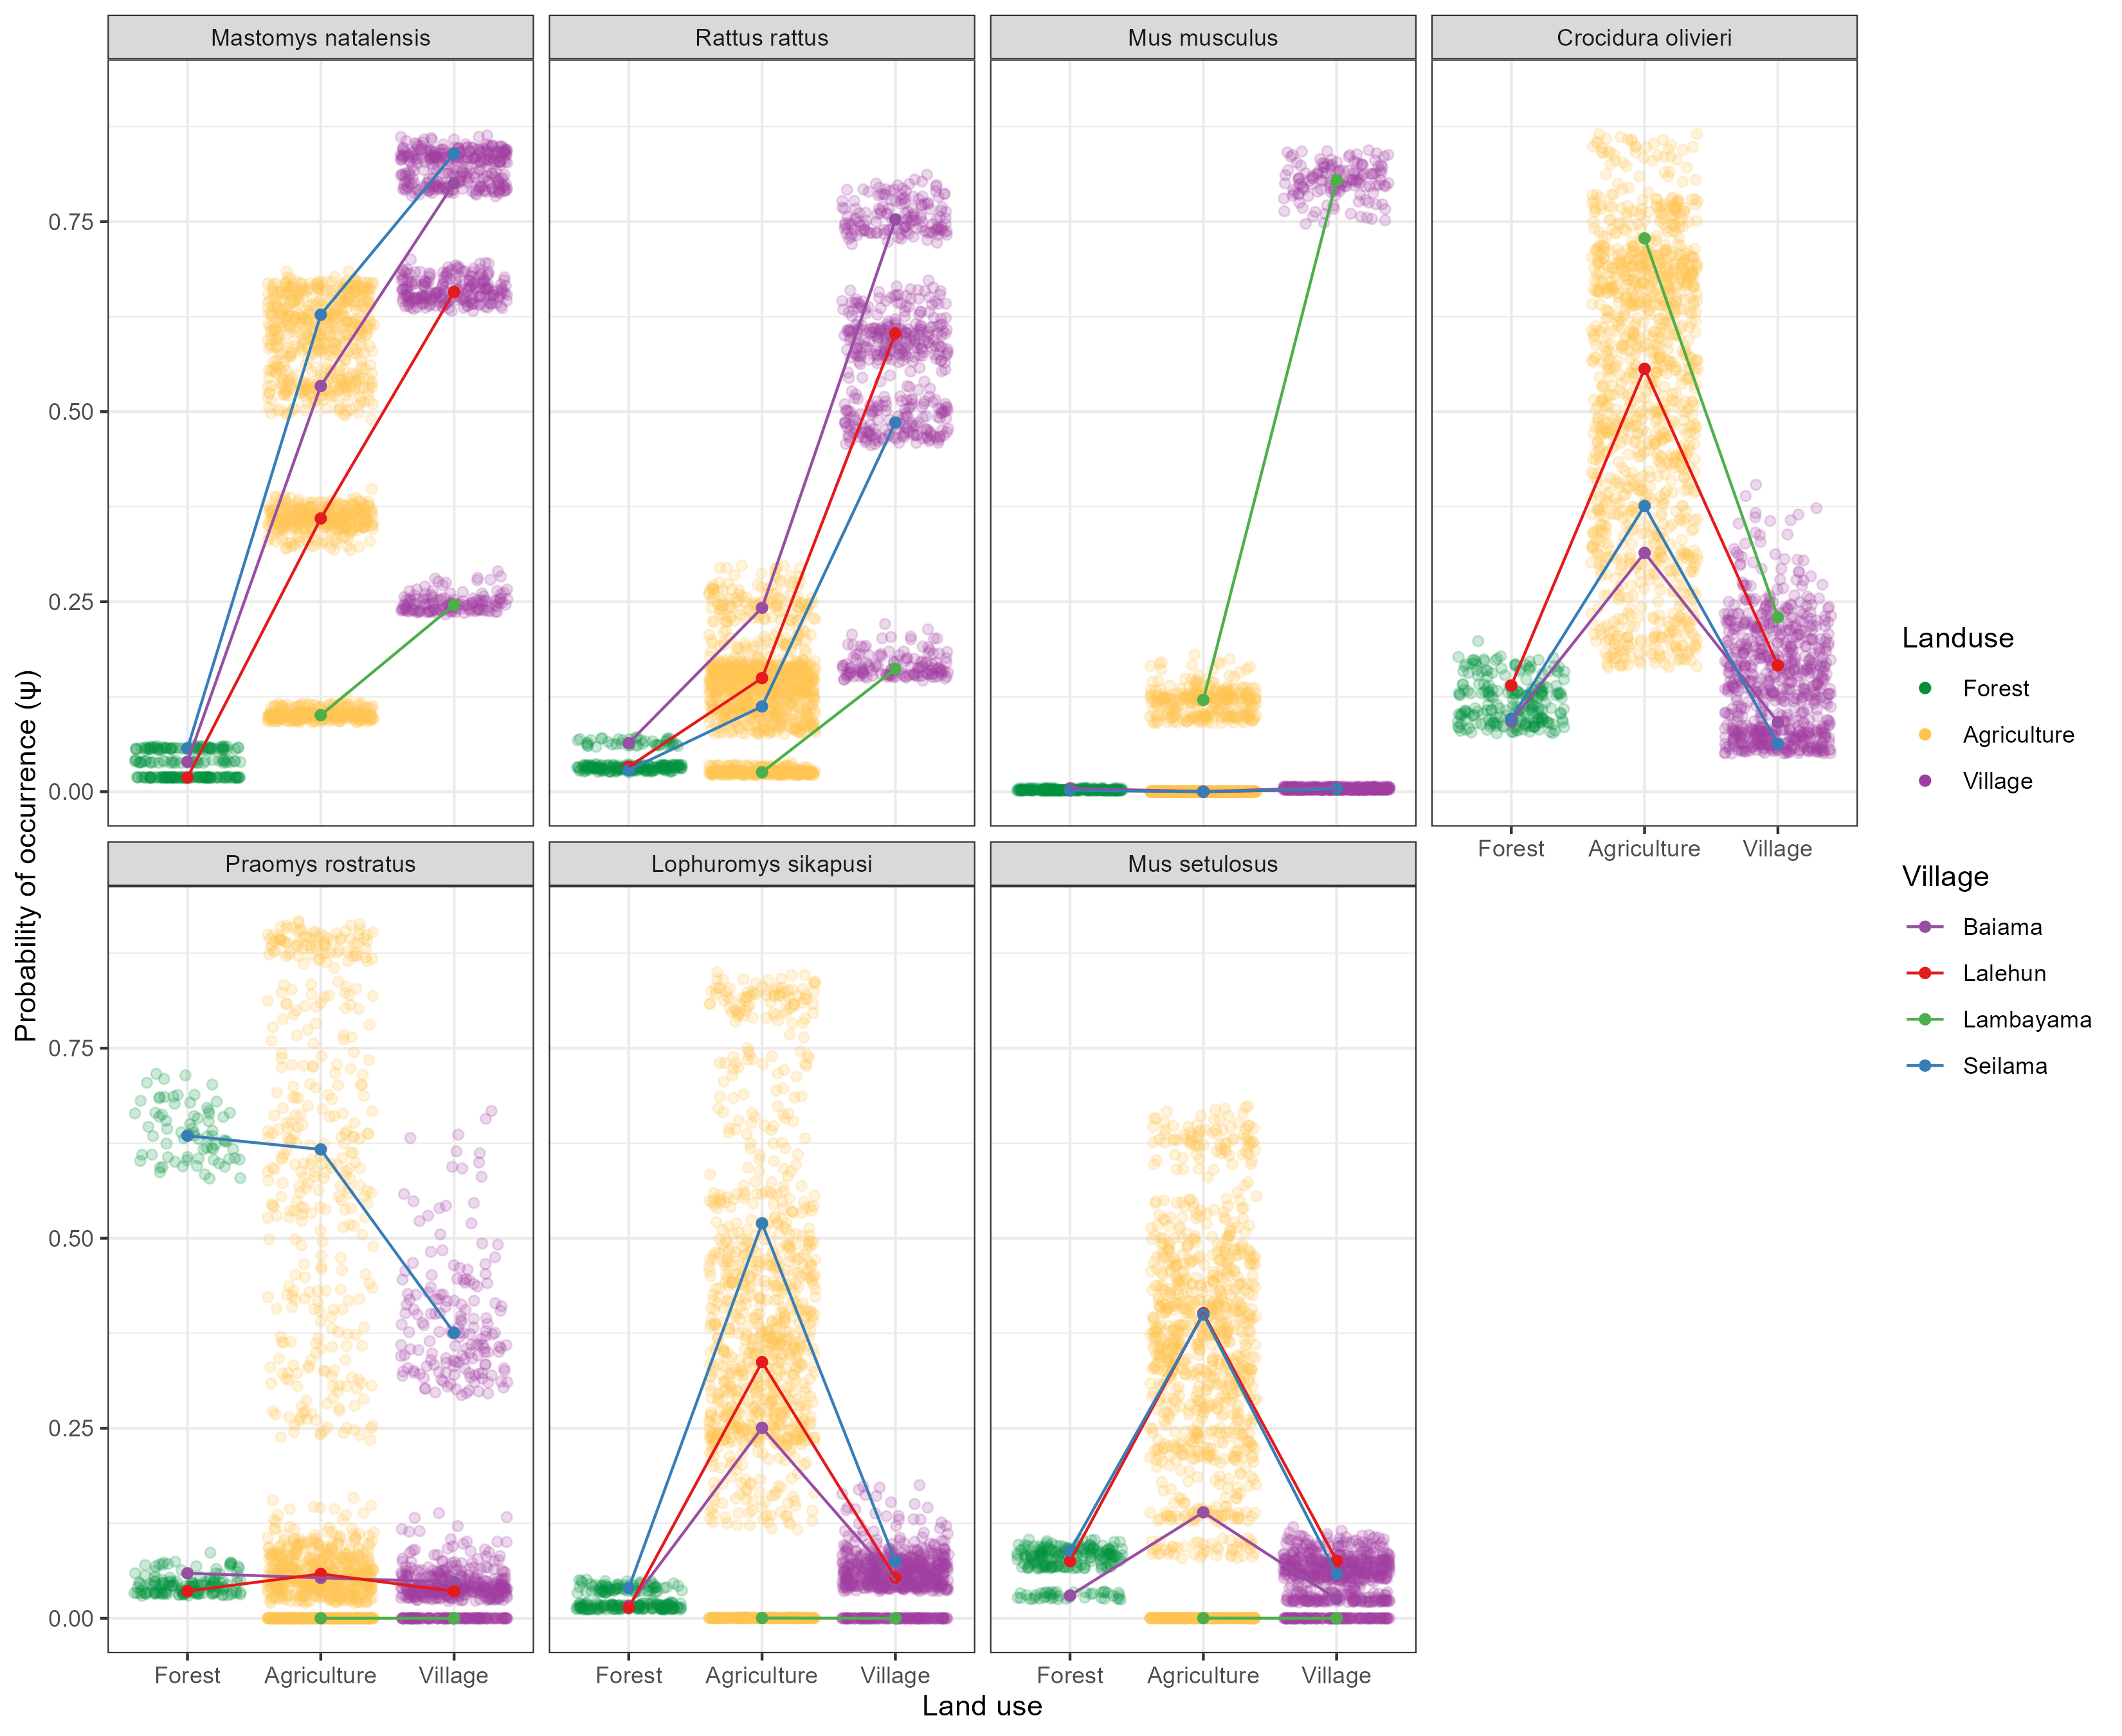 Mastomys natalensis
Rattus rattus
Mus musculus
Crocidura olivieri
0.75
0.50
0.25
0.00
Forest
Agriculture
Village
Praomys rostratus
Lophuromys sikapusi
Mus setulosus
0.75
0.50
0.25
0.00
Forest
Agriculture
Village
Forest
Agriculture
Village
Forest
Agriculture
Village
Land use
Probability of occurrence (ψ)
Landuse
Forest
Agriculture
Village
Village
Baiama
Lalehun
Lambayama
Seilama